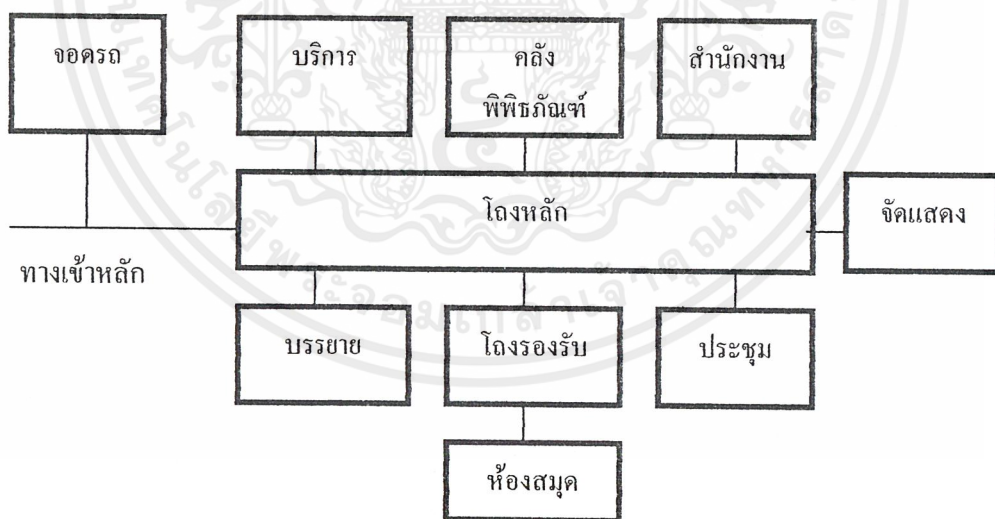 จอดรถ
บริการ
คลัง
พิพิธภัณฑ์
สำนักงาน
โถงหลัก
จัดแสดง
ทางเข้าหลัก
บรรยาย
โถงรองรับ
ประชุม
ห้องสมุด